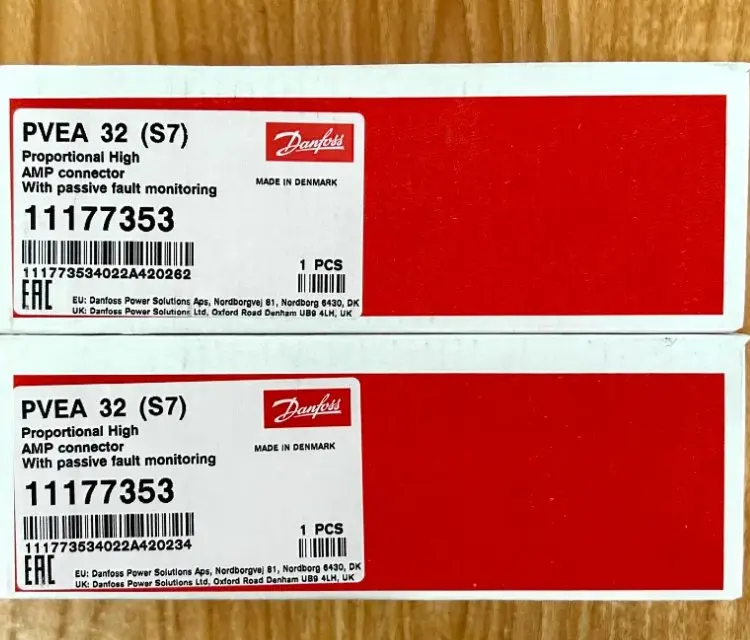 PVEA 32 (S7)
Danfoss
Proportional High
AMP connector
With passive fault monitoring
MADE IN DENMARK
11177353
111773534022A420262
1 PCS
EAC
EU: Danfoss Power Solutions Aps, Nordborgvej 81, Nordborg 6430, DK
UK: Danfoss Power Solutions Ltd, Oxford Road Denham UB9 4LH, UK
PVEA 32 (S7)
Danfoss
Proportional High
AMP connector
With passive fault monitoring
MADE IN DENMARK
11177353
111773534022A420234
1 PCS
EAC
EU: Danfoss Power Solutions Aps, Nordborgvej 81, Nordborg 6430, DK
UK: Danfoss Power Solutions Ltd, Oxford Road Denham UB9 4LH, UK